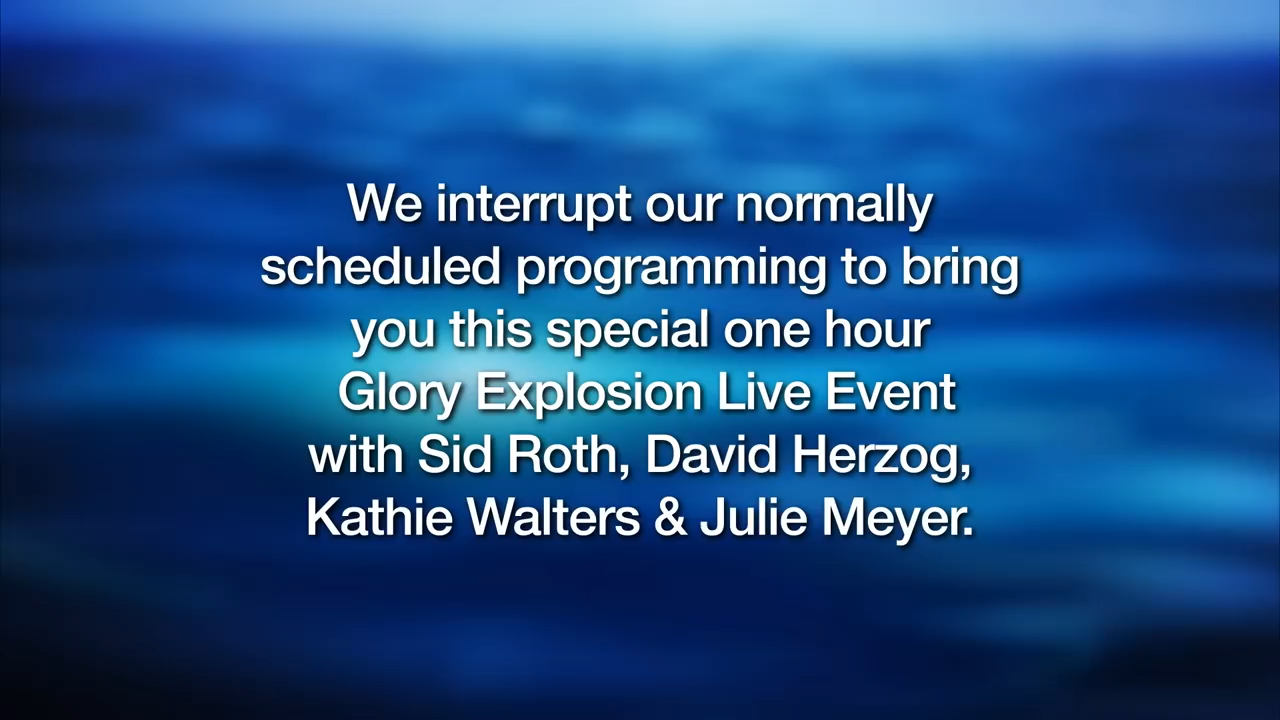 We interrupt our normally
scheduled programming to bring
you this special one hour
Glory Explosion Live Event
with Sid Roth, David Herzog,
Kathie Walters & Julie Meyer.